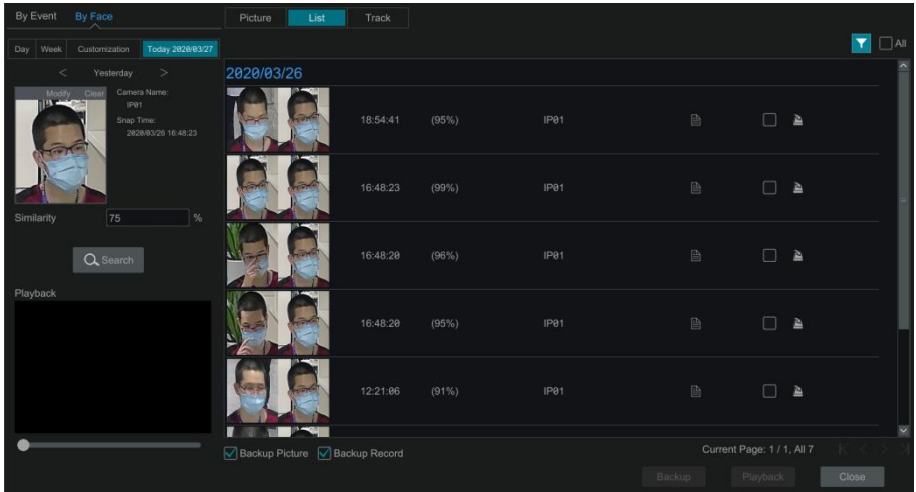 By Event By Face Picture List Track
All
Day Week Customization Today 2020/03/27
< Yesterday >
2020/03/26
Modify Clear
Camera Name:
IP01
Snap Time:
2020/03/26 16:48:23
18:54:41 (95%) IP01
16:48:23 (99%) IP01
Similarity 75 %
Search
16:48:20 (96%) IP01
Playback
16:48:20 (95%) IP01
12:21:06 (91%) IP01
Backup Picture Backup Record
Current Page: 1 / 1, All 7
Backup Playback Close